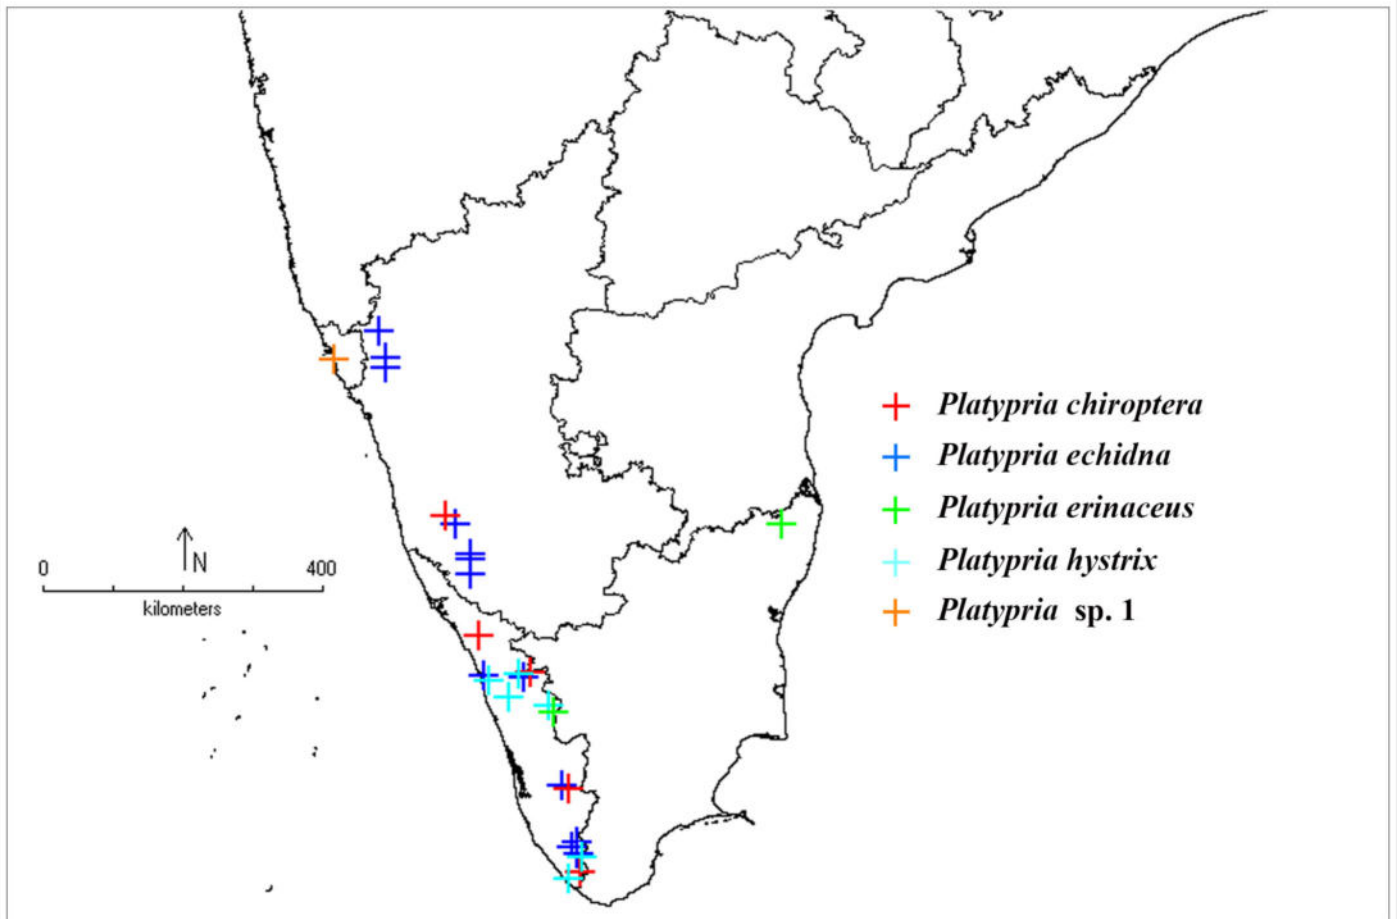 Platypria chiroptera
Platypria echidna
Platypria erinaceus
N
0 400
Platypria hystrix
kilometers
Platypria sp. 1